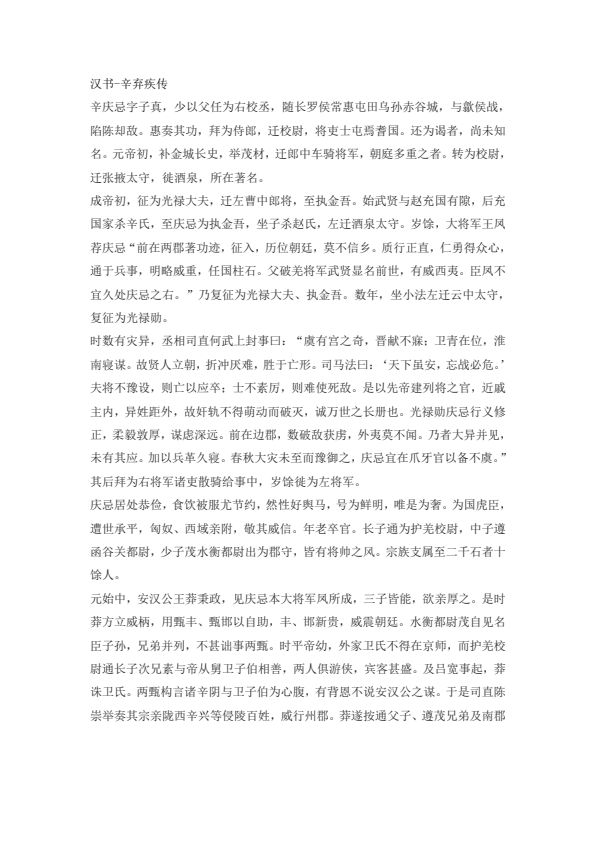 汉书-辛弃疾传
辛庆忌字子真，少以父任为右校丞，随长罗侯常惠屯田乌孙赤谷城，与歙侯战，
陷陈却敌。惠奏其功，拜为侍郎，迁校尉，将吏士屯焉耆国。还为谒者，尚未知
名。元帝初，补金城长史，举茂材，迁郎中车骑将军，朝庭多重之者。转为校尉，
迁张掖太守，徙酒泉，所在著名。
成帝初，征为光禄大夫，迁左曹中郎将，至执金吾。始武贤与赵充国有隙，后充
国家杀辛氏，至庆忌为执金吾，坐子杀赵氏，左迁酒泉太守。岁馀，大将军王凤
荐庆忌“前在两郡著功迹，征入，历位朝廷，莫不信乡。质行正直，仁勇得众心，
通于兵事，明略威重，任国柱石。父破羌将军武贤显名前世，有威西夷。臣凤不
宜久处庆忌之右。”乃复征为光禄大夫、执金吾。数年，坐小法左迁云中太守，
复征为光禄勋。
时数有灾异，丞相司直何武上封事曰：“虞有宫之奇，晋献不寐；卫青在位，淮
南寝谋。故贤人立朝，折冲厌难，胜于亡形。司马法曰：‘天下虽安，忘战必危。’
夫将不豫设，则亡以应卒；士不素厉，则难使死敌。是以先帝建列将之官，近戚
主内，异姓距外，故奸轨不得萌动而破灭，诚万世之长册也。光禄勋庆忌行义修
正，柔毅敦厚，谋虑深远。前在边郡，数破敌获虏，外夷莫不闻。乃者大异并见，
未有其应。加以兵革久寝。春秋大灾未至而豫御之，庆忌宜在爪牙官以备不虞。”
其后拜为右将军诸吏散骑给事中，岁馀徙为左将军。
庆忌居处恭俭，食饮被服尤节约，然性好舆马，号为鲜明，唯是为奢。为国虎臣，
遭世承平，匈奴、西域亲附，敬其威信。年老卒官。长子通为护羌校尉，中子遵
函谷关都尉，少子茂水衡都尉出为郡守，皆有将帅之风。宗族支属至二千石者十
馀人。
元始中，安汉公王莽秉政，见庆忌本大将军凤所成，三子皆能，欲亲厚之。是时
莽方立威柄，用甄丰、甄邯以自助，丰、邯新贵，威震朝廷。水衡都尉茂自见名
臣子孙，兄弟并列，不甚诎事两甄。时平帝幼，外家卫氏不得在京师，而护羌校
尉通长子次兄素与帝从舅卫子伯相善，两人俱游侠，宾客甚盛。及吕宽事起，莽
诛卫氏。两甄构言诸辛阴与卫子伯为心腹，有背恩不说安汉公之谋。于是司直陈
崇举奏其宗亲陇西辛兴等侵陵百姓，威行州郡。莽遂按通父子、遵茂兄弟及南郡